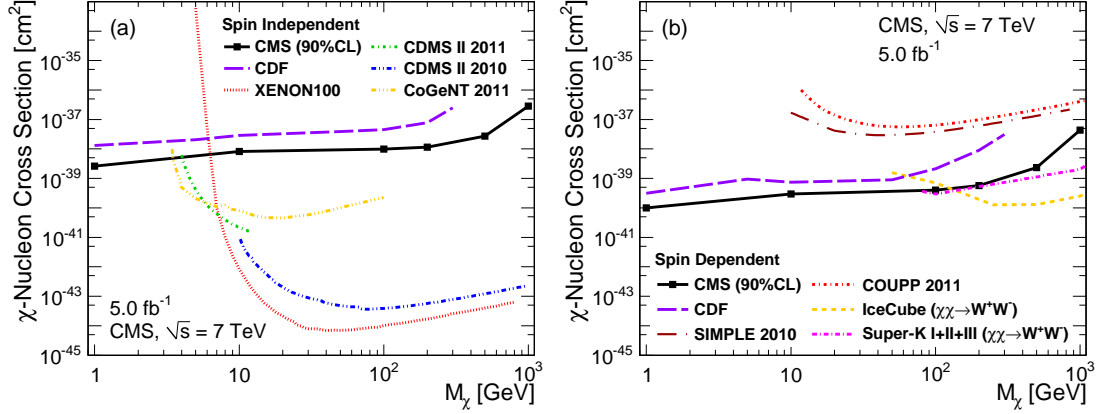 χ-Nucleon Cross Section [cm²]
10⁻³⁵
10⁻³⁷
10⁻³⁹
10⁻⁴¹
10⁻⁴³
10⁻⁴⁵
(a)
Spin Independent
CMS (90%CL)
CDF
XENON100
CDMS II 2011
CDMS II 2010
CoGeNT 2011
5.0 fb⁻¹
CMS, √s = 7 TeV
1 10 10² 10³
Mχ [GeV]
χ-Nucleon Cross Section [cm²]
10⁻³⁵
10⁻³⁷
10⁻³⁹
10⁻⁴¹
10⁻⁴³
10⁻⁴⁵
(b)
CMS, √s = 7 TeV
5.0 fb⁻¹
Spin Dependent
CMS (90%CL)
CDF
SIMPLE 2010
COUPP 2011
IceCube (χχ→W⁺W⁻)
Super-K I+II+III (χχ→W⁺W⁻)
1 10 10² 10³
Mχ [GeV]